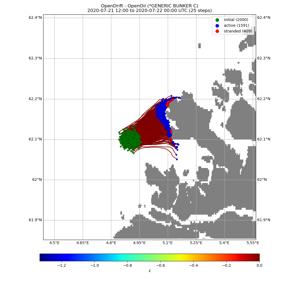 OpenDrift - OpenOil (*GENERIC BUNKER C)
2020-07-21 12:00 to 2020-07-22 00:00 UTC (25 steps)
initial (2000)
active (1591)
stranded (409)
62.4°N
62.4°N
62.3°N
62.3°N
62.2°N
62.2°N
62.1°N
62.1°N
62°N
62°N
61.9°N
61.9°N
4.5°E
4.65°E
4.8°E
4.95°E
5.1°E
5.25°E
5.4°E
5.55°E
−1.2
−1.0
−0.8
−0.6
−0.4
−0.2
0.0
z